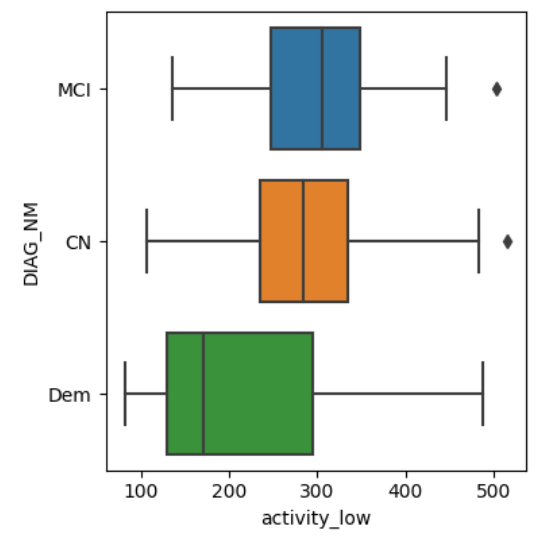 DIAG_NM
MCI
CN
Dem
100 200 300 400 500
activity_low